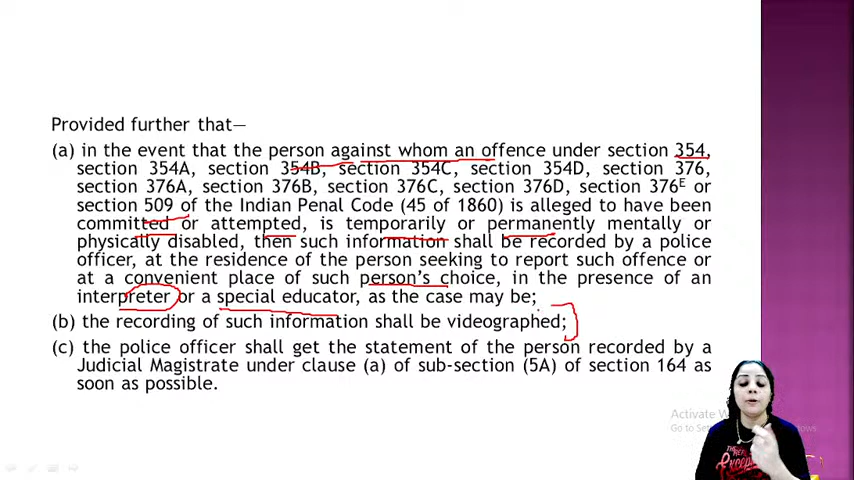 Provided further that—
(a) in the event that the person against whom an offence under section 354,
section 354A, section 354B, section 354C, section 354D, section 376,
section 376A, section 376B, section 376C, section 376D, section 376E or
section 509 of the Indian Penal Code (45 of 1860) is alleged to have been
committed or attempted, is temporarily or permanently mentally or
physically disabled, then such information shall be recorded by a police
officer, at the residence of the person seeking to report such offence or
at a convenient place of such person's choice, in the presence of an
interpreter or a special educator, as the case may be;
(b) the recording of such information shall be videographed;
(c) the police officer shall get the statement of the person recorded by a
Judicial Magistrate under clause (a) of sub-section (5A) of section 164 as
soon as possible.
Activate
Go to